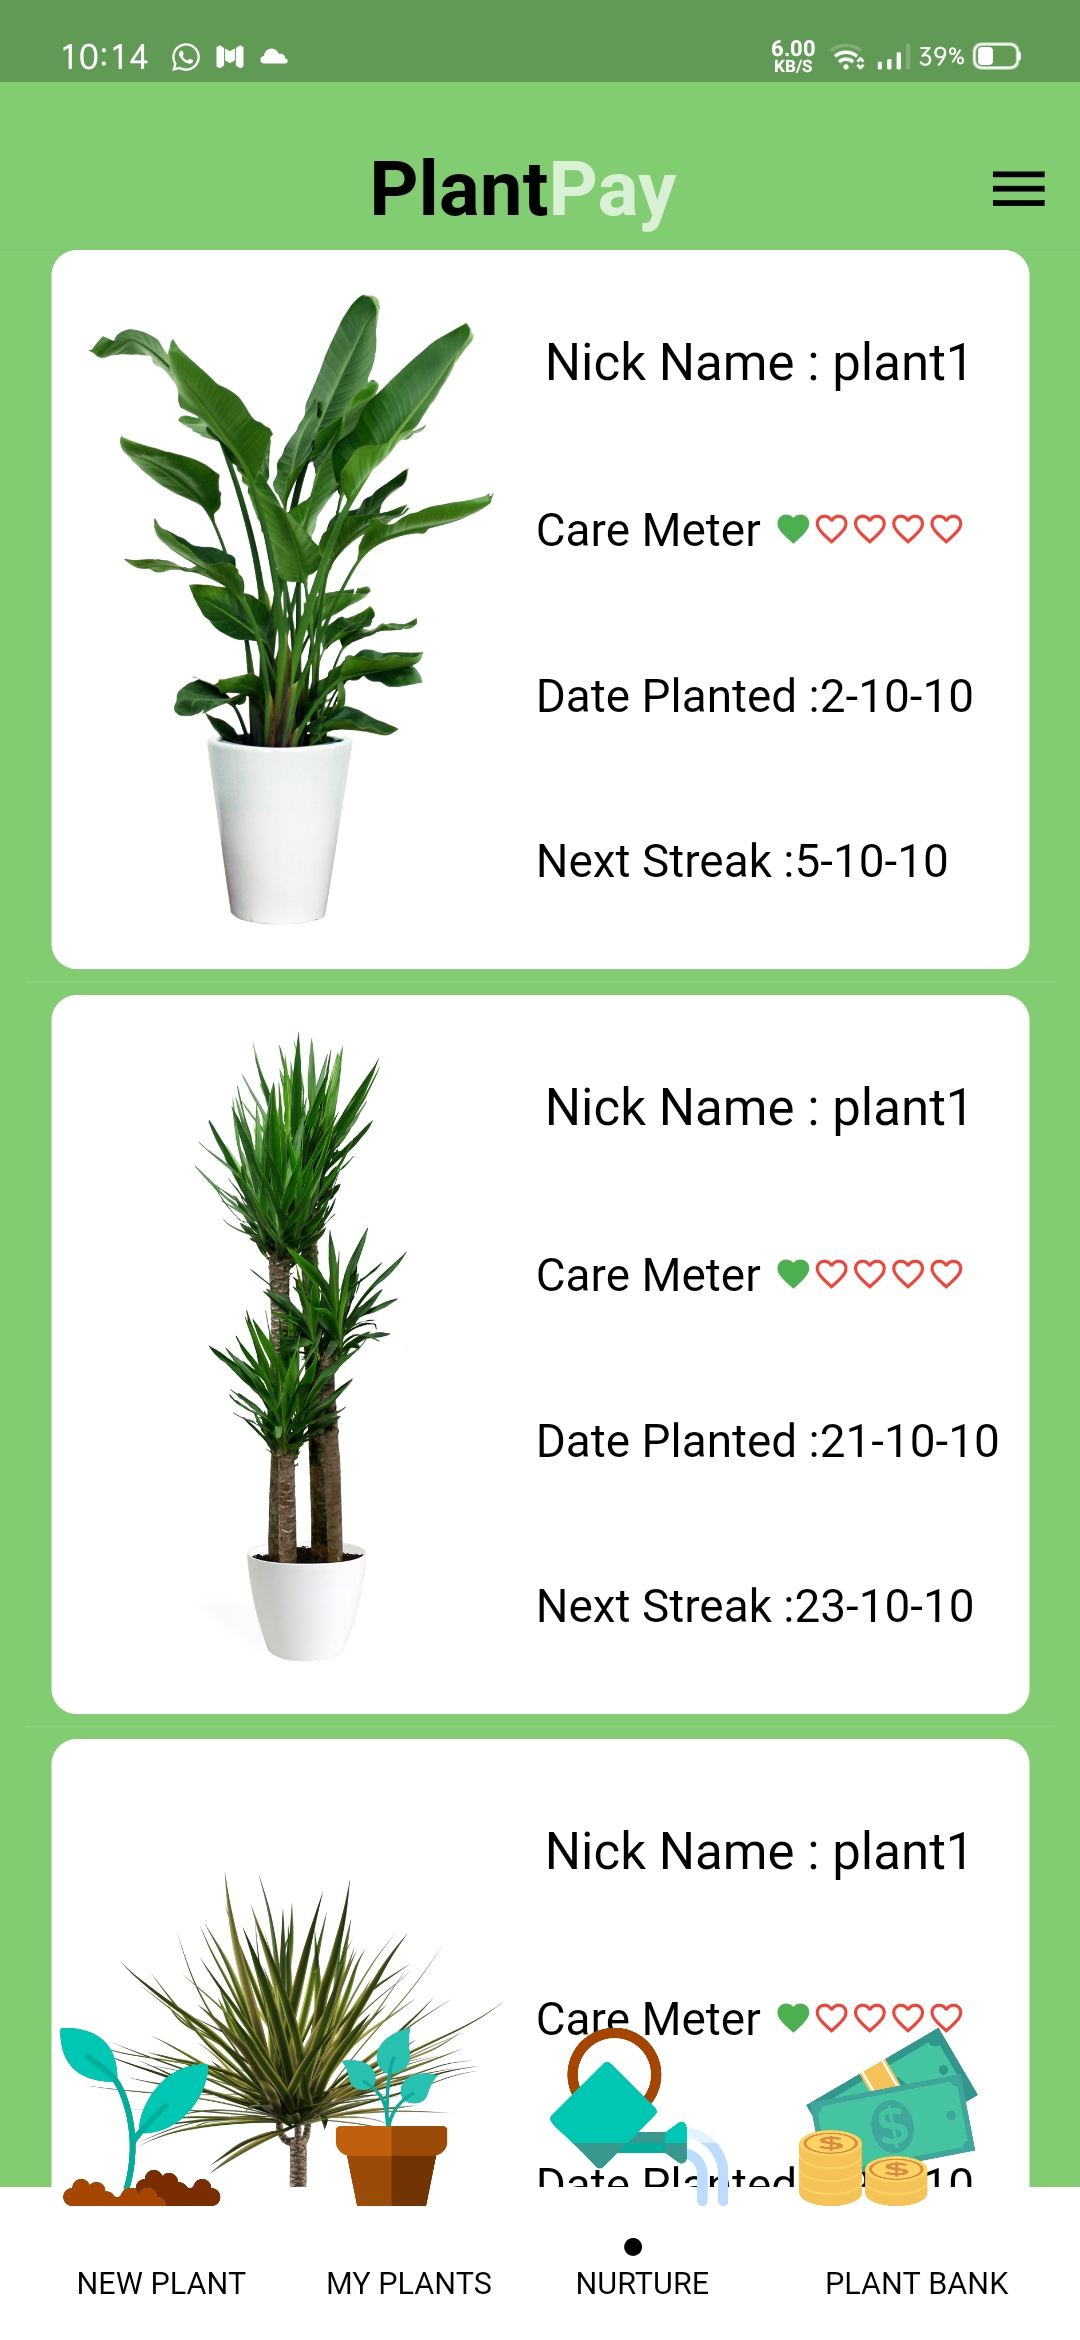 10:14 6.00 KB/S 39%
PlantPay
Nick Name : plant1
Care Meter
Date Planted :2-10-10
Next Streak :5-10-10
Nick Name : plant1
Care Meter
Date Planted :21-10-10
Next Streak :23-10-10
Nick Name : plant1
Care Meter
Date Planted
NEW PLANT MY PLANTS NURTURE PLANT BANK